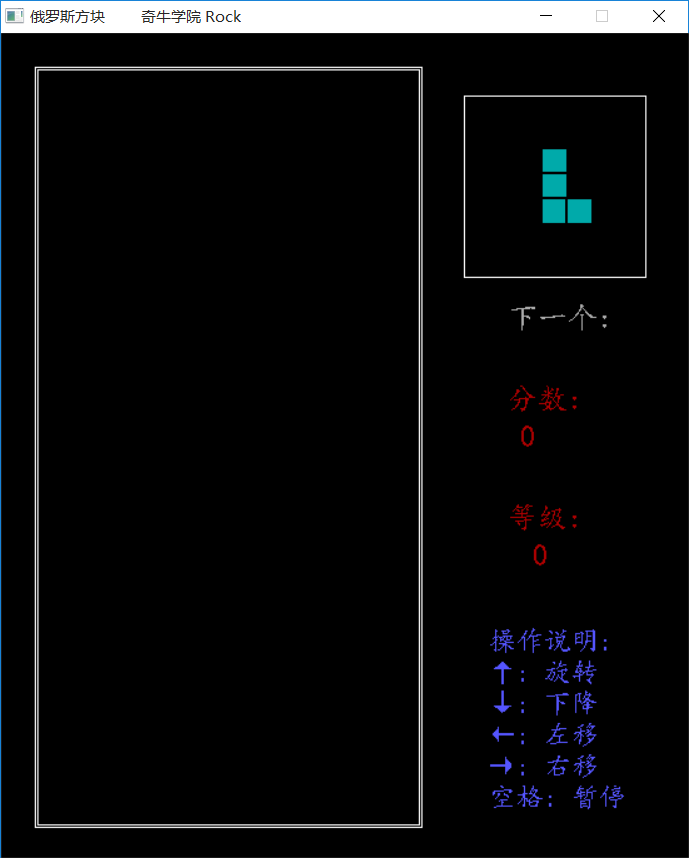 俄罗斯方块 奇牛学院 Rock
下一个:
分数:
0
等级:
0
操作说明:
↑: 旋转
↓: 下降
←: 左移
→: 右移
空格: 暂停